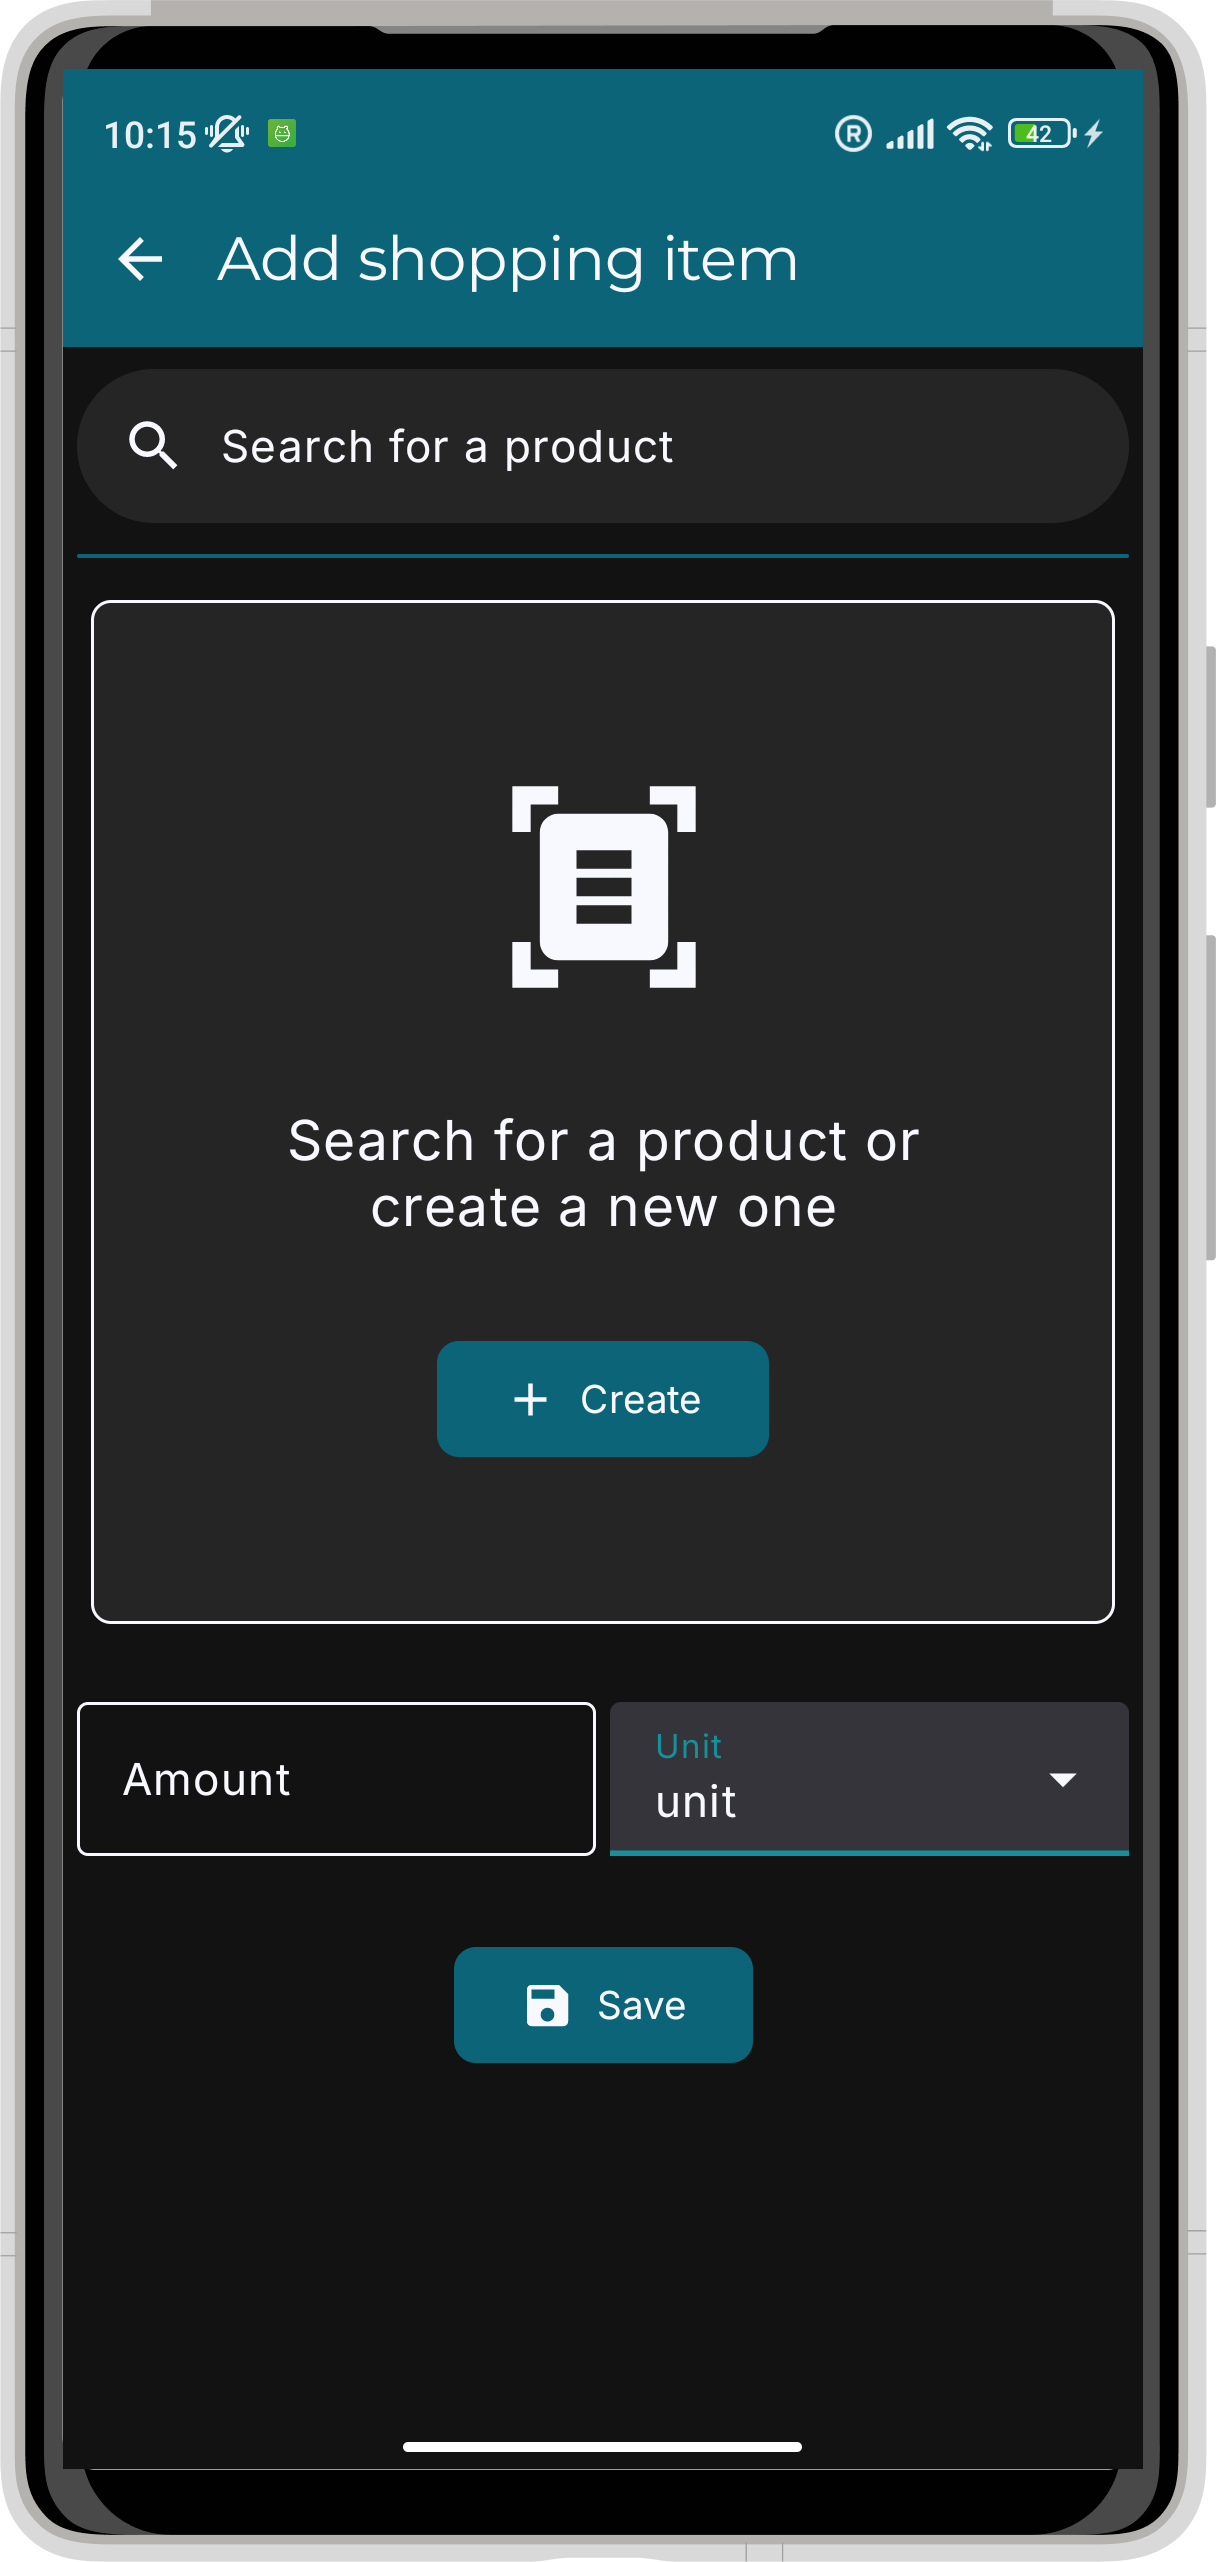 10:15 R 42
Add shopping item
Search for a product
Search for a product or
create a new one
Create
Amount
Unit
unit
Save